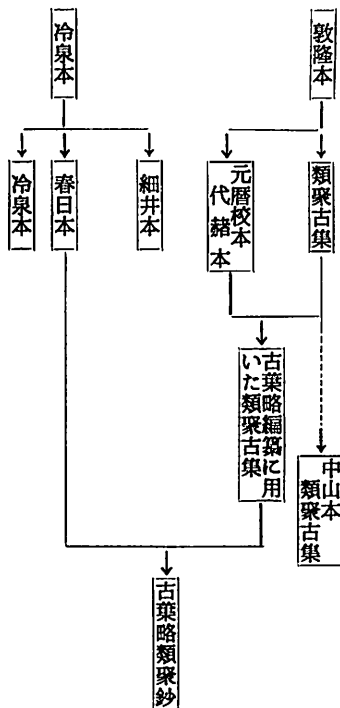 敦隆本
類聚古集
元暦校本
代赭本
中山本
類聚古集
古葉略編纂に用
いた類聚古集
古葉略類聚鈔
冷泉本
細井本
春日本
冷泉本